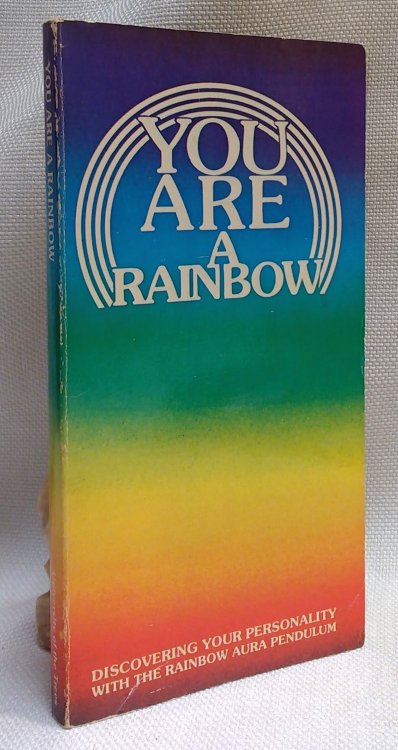 YOU
ARE
A
RAINBOW
DISCOVERING YOUR PERSONALITY
WITH THE RAINBOW AURA PENDULUM
YOU ARE A RAINBOW